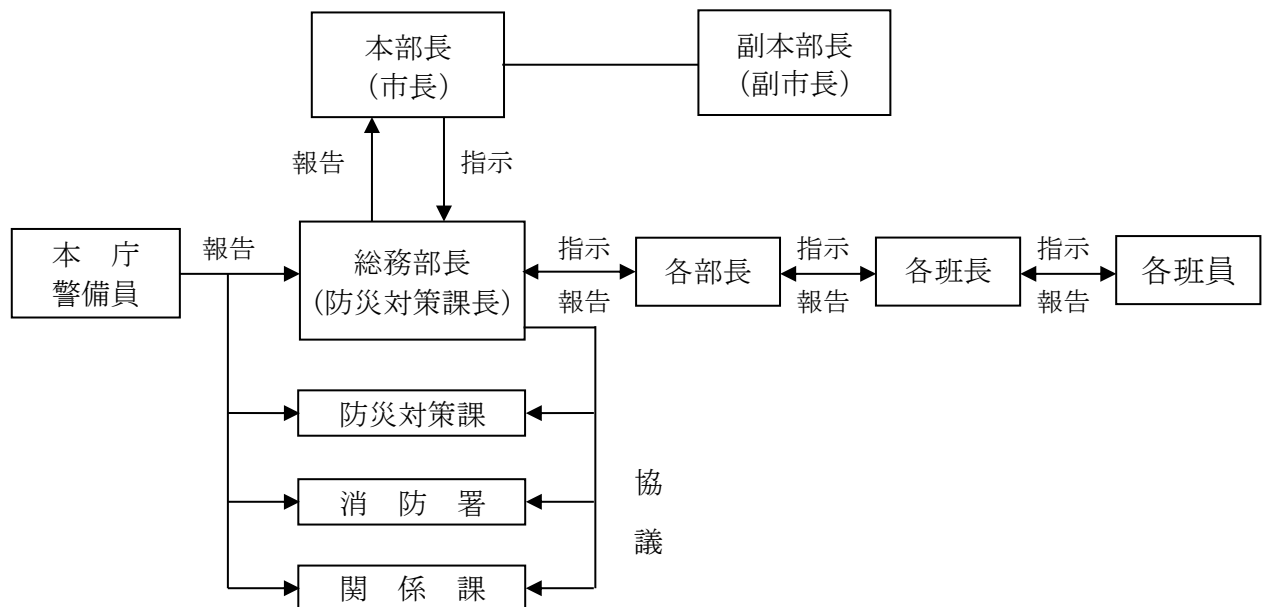 本部長
(市長)
副本部長
(副市長)
報告
指示
本　庁
警備員
報告
総務部長
(防災対策課長)
指示
報告
各部長
指示
報告
各班長
指示
報告
各班員
防災対策課
消　防　署
関　係　課
協
議